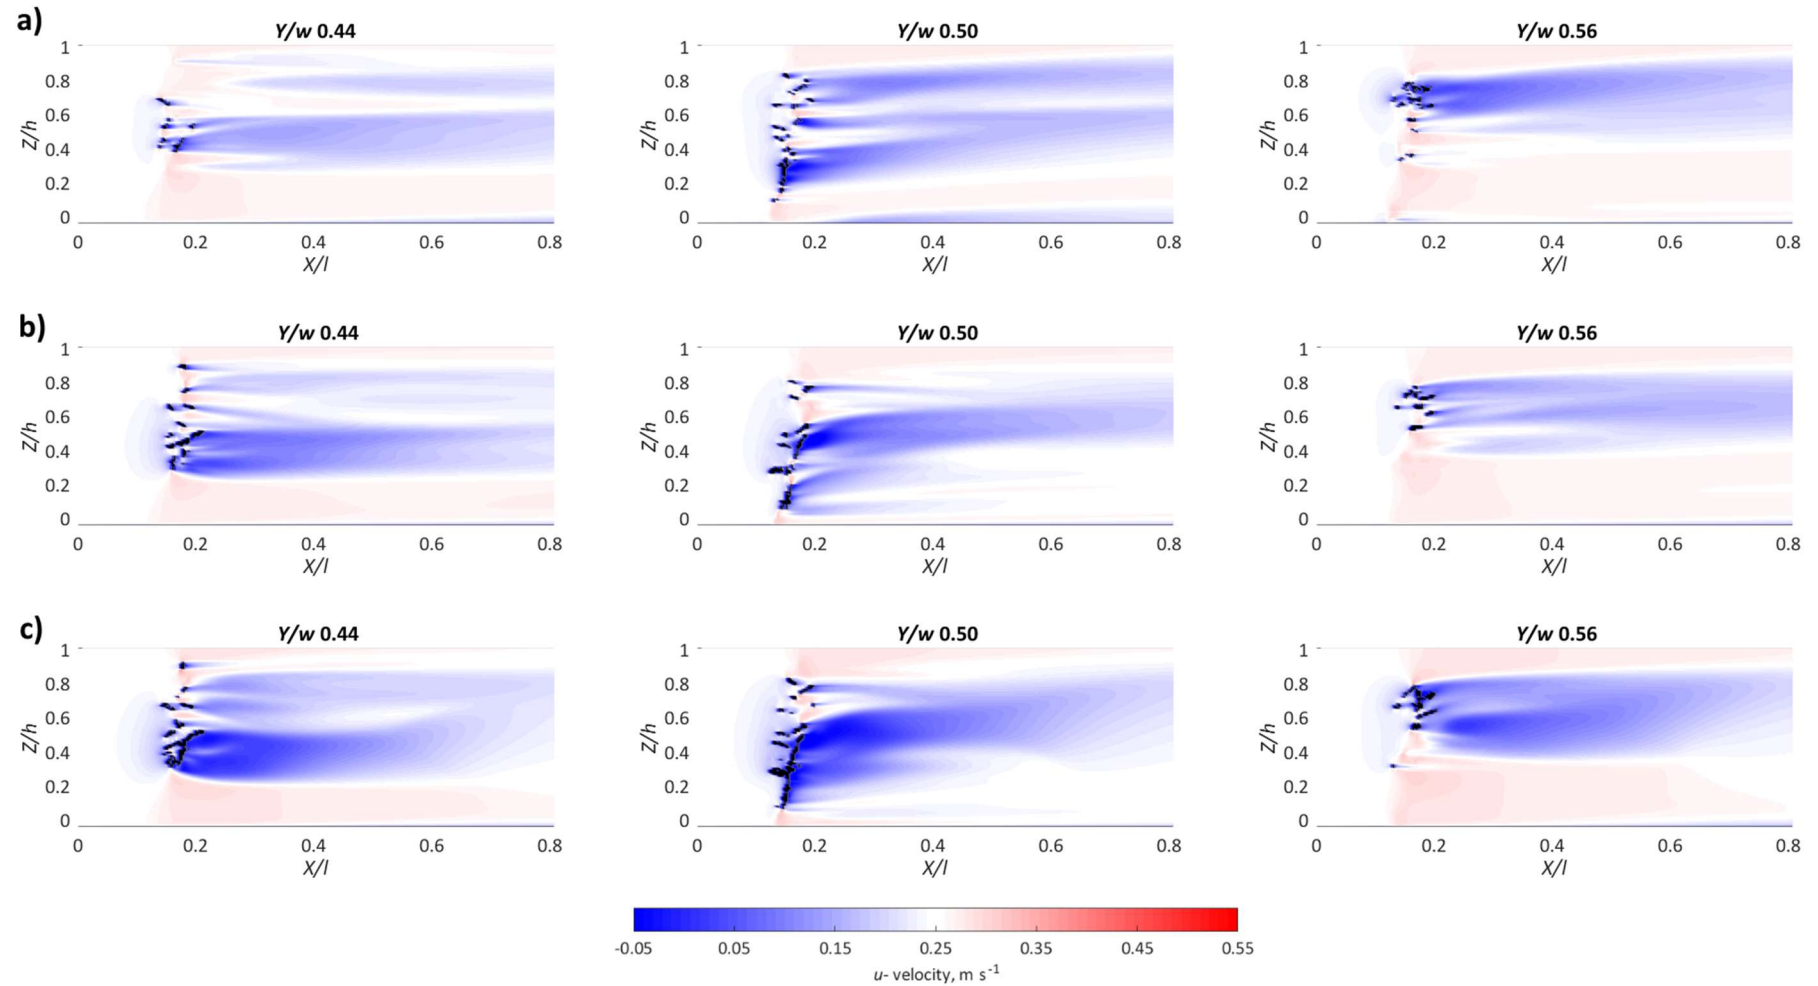 a)
Y/w 0.44
Y/w 0.50
Y/w 0.56
1 1 1
0.8 0.8 0.8
0.6 0.6 0.6
Z/h Z/h Z/h
0.4 0.4 0.4
0.2 0.2 0.2
0 0 0
0 0.2 0.4 0.6 0.8 0 0.2 0.4 0.6 0.8 0 0.2 0.4 0.6 0.8
X/l X/l X/l
b)
Y/w 0.44
Y/w 0.50
Y/w 0.56
1 1 1
0.8 0.8 0.8
0.6 0.6 0.6
Z/h Z/h Z/h
0.4 0.4 0.4
0.2 0.2 0.2
0 0 0
0 0.2 0.4 0.6 0.8 0 0.2 0.4 0.6 0.8 0 0.2 0.4 0.6 0.8
X/l X/l X/l
c)
Y/w 0.44
Y/w 0.50
Y/w 0.56
1 1 1
0.8 0.8 0.8
0.6 0.6 0.6
Z/h Z/h Z/h
0.4 0.4 0.4
0.2 0.2 0.2
0 0 0
0 0.2 0.4 0.6 0.8 0 0.2 0.4 0.6 0.8 0 0.2 0.4 0.6 0.8
X/l X/l X/l
-0.05 0.05 0.15 0.25 0.35 0.45 0.55
u- velocity, m s⁻¹